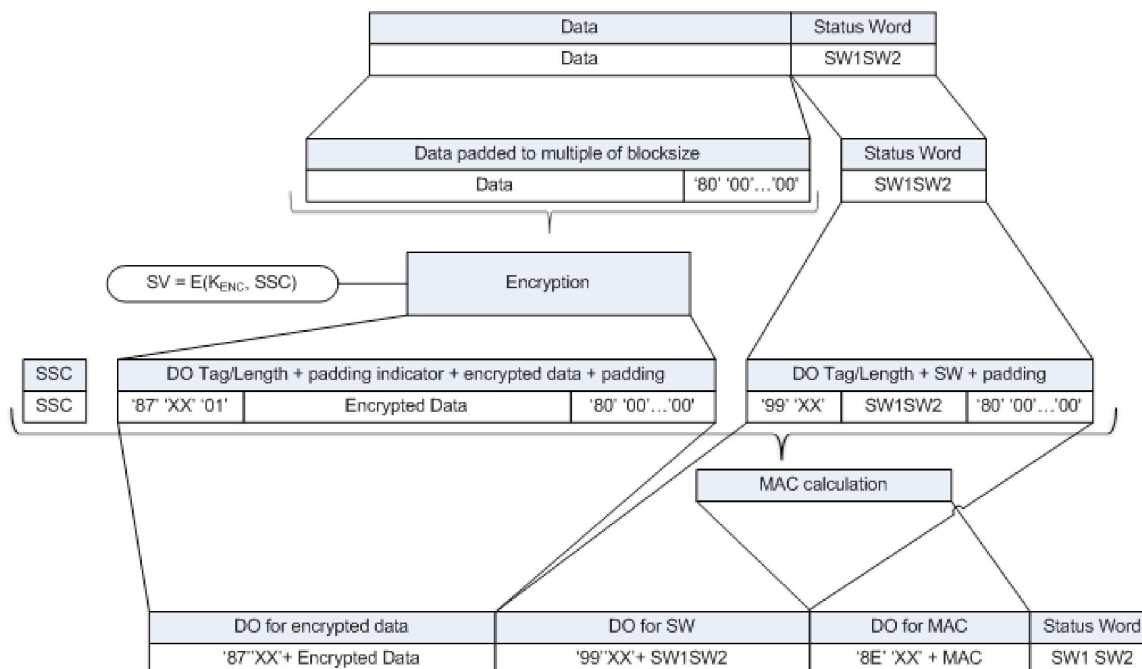 Data Status Word
Data SW1SW2
Data padded to multiple of blocksize Status Word
Data '80' '00'...'00' SW1SW2
SV = E(KENC, SSC) Encryption
SSC DO Tag/Length + padding indicator + encrypted data + padding DO Tag/Length + SW + padding
SSC '87' 'XX' '01' Encrypted Data '80' '00'...'00' '99' 'XX' SW1SW2 '80' '00'...'00'
MAC calculation
DO for encrypted data DO for SW DO for MAC Status Word
'87''XX'+ Encrypted Data '99''XX'+ SW1SW2 '8E' 'XX' + MAC SW1 SW2